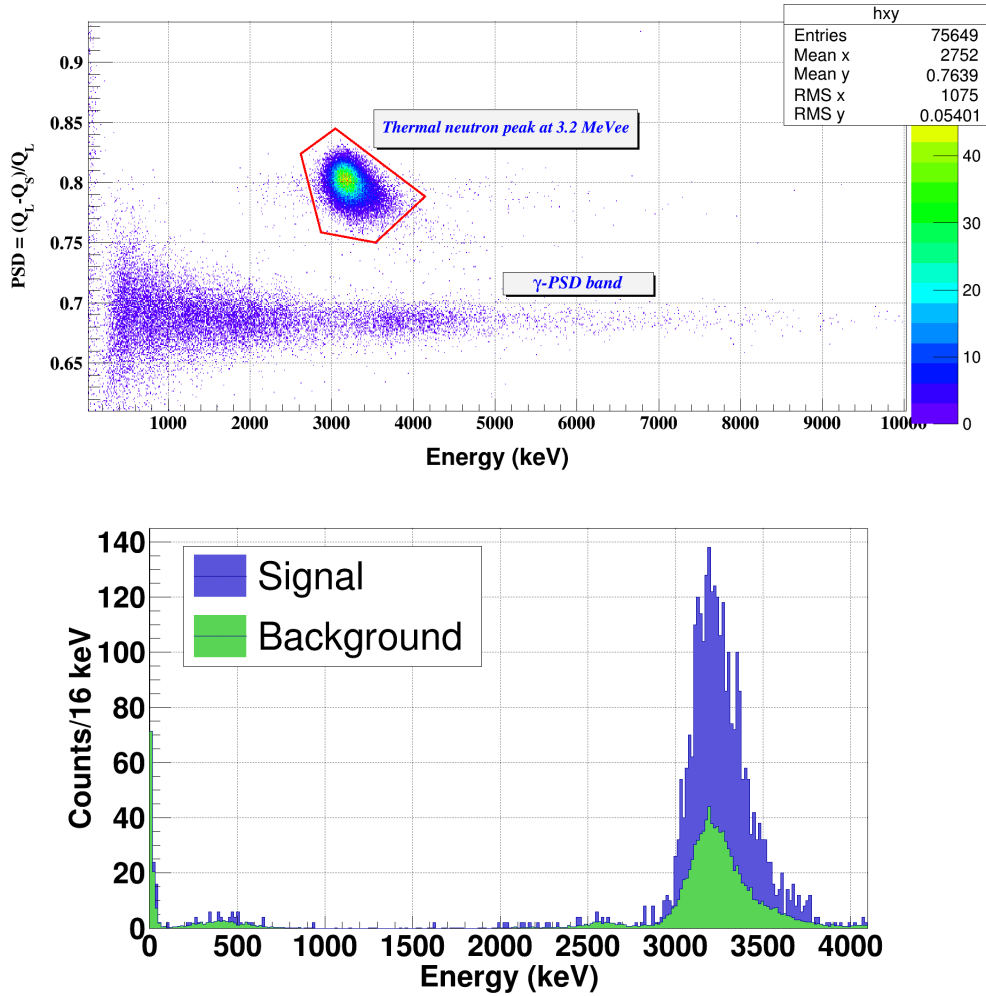 hxy
Entries 75649
Mean x 2752
Mean y 0.7639
RMS x 1075
RMS y 0.05401
PSD = (Q_L-Q_S)/Q_L
0.9
0.85
0.8
0.75
0.7
0.65
Thermal neutron peak at 3.2 MeVee
γ-PSD band
40
30
20
10
0
1000 2000 3000 4000 5000 6000 7000 8000 9000 10000
Energy (keV)
Counts/16 keV
140
120
100
80
60
40
20
0
Signal
Background
0 500 1000 1500 2000 2500 3000 3500 4000
Energy (keV)